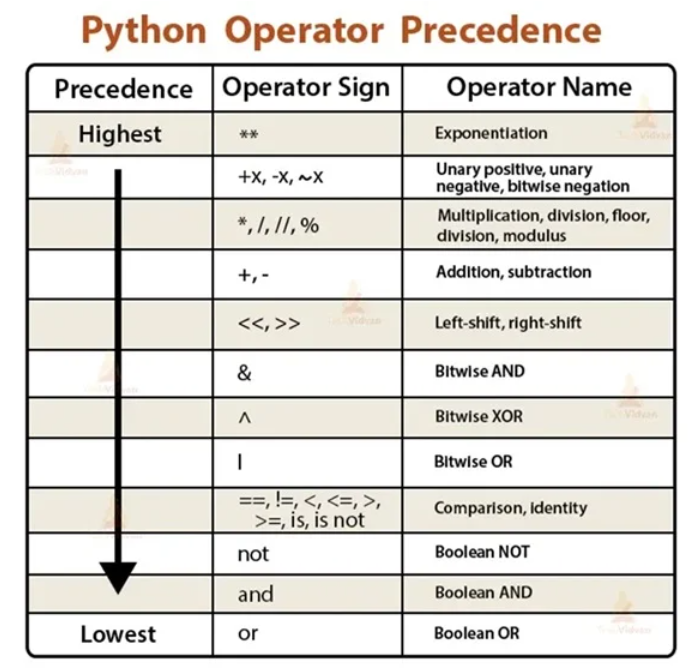 Python Operator Precedence
Precedence Operator Sign Operator Name
Highest ** Exponentiation
+x, -x, ~x Unary positive, unary
negative, bitwise negation
*, /, //, % Multiplication, division, floor,
division, modulus
+, - Addition, subtraction
<<, >> Left-shift, right-shift
& Bitwise AND
^ Bitwise XOR
| Bitwise OR
==, !=, <, <=, >,
>=, is, is not Comparison, identity
not Boolean NOT
and Boolean AND
Lowest or Boolean OR